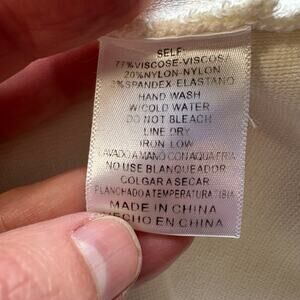 SELF:
77%VISCOSE-VISCOSA
20%NYLON-NYLON
3%SPANDEX-ELASTANO
HAND WASH
W/COLD WATER
DO NOT BLEACH
LINE DRY
IRON LOW
LAVADO A MANO CON AQUA FRIA
NO USE BLANQUEADOR
COLGAR A SECAR
PLANCHADO A TEMPERATURA TIBIA
MADE IN CHINA
HECHO EN CHINA